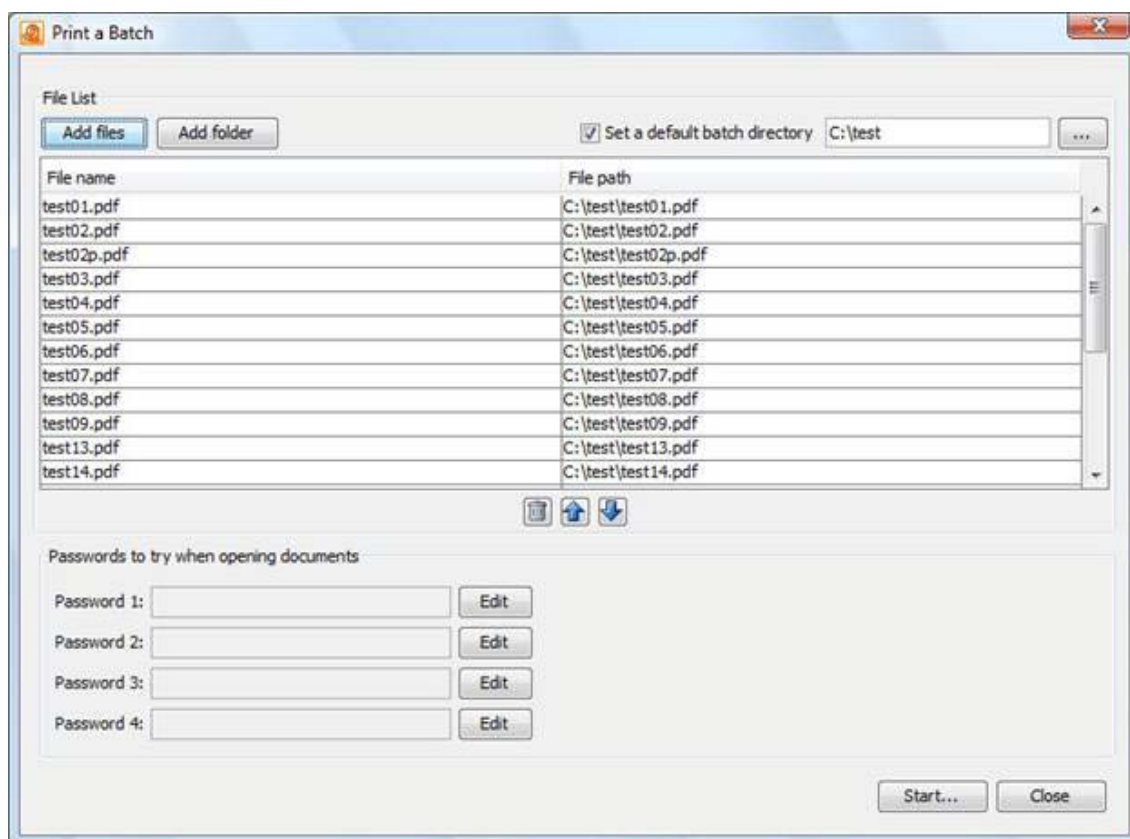 Print a Batch
File List
Add files Add folder Set a default batch directory C:\test ...
File name File path
test01.pdf C:\test\test01.pdf
test02.pdf C:\test\test02.pdf
test02p.pdf C:\test\test02p.pdf
test03.pdf C:\test\test03.pdf
test04.pdf C:\test\test04.pdf
test05.pdf C:\test\test05.pdf
test06.pdf C:\test\test06.pdf
test07.pdf C:\test\test07.pdf
test08.pdf C:\test\test08.pdf
test09.pdf C:\test\test09.pdf
test13.pdf C:\test\test13.pdf
test14.pdf C:\test\test14.pdf
Passwords to try when opening documents
Password 1: Edit
Password 2: Edit
Password 3: Edit
Password 4: Edit
Start... Close